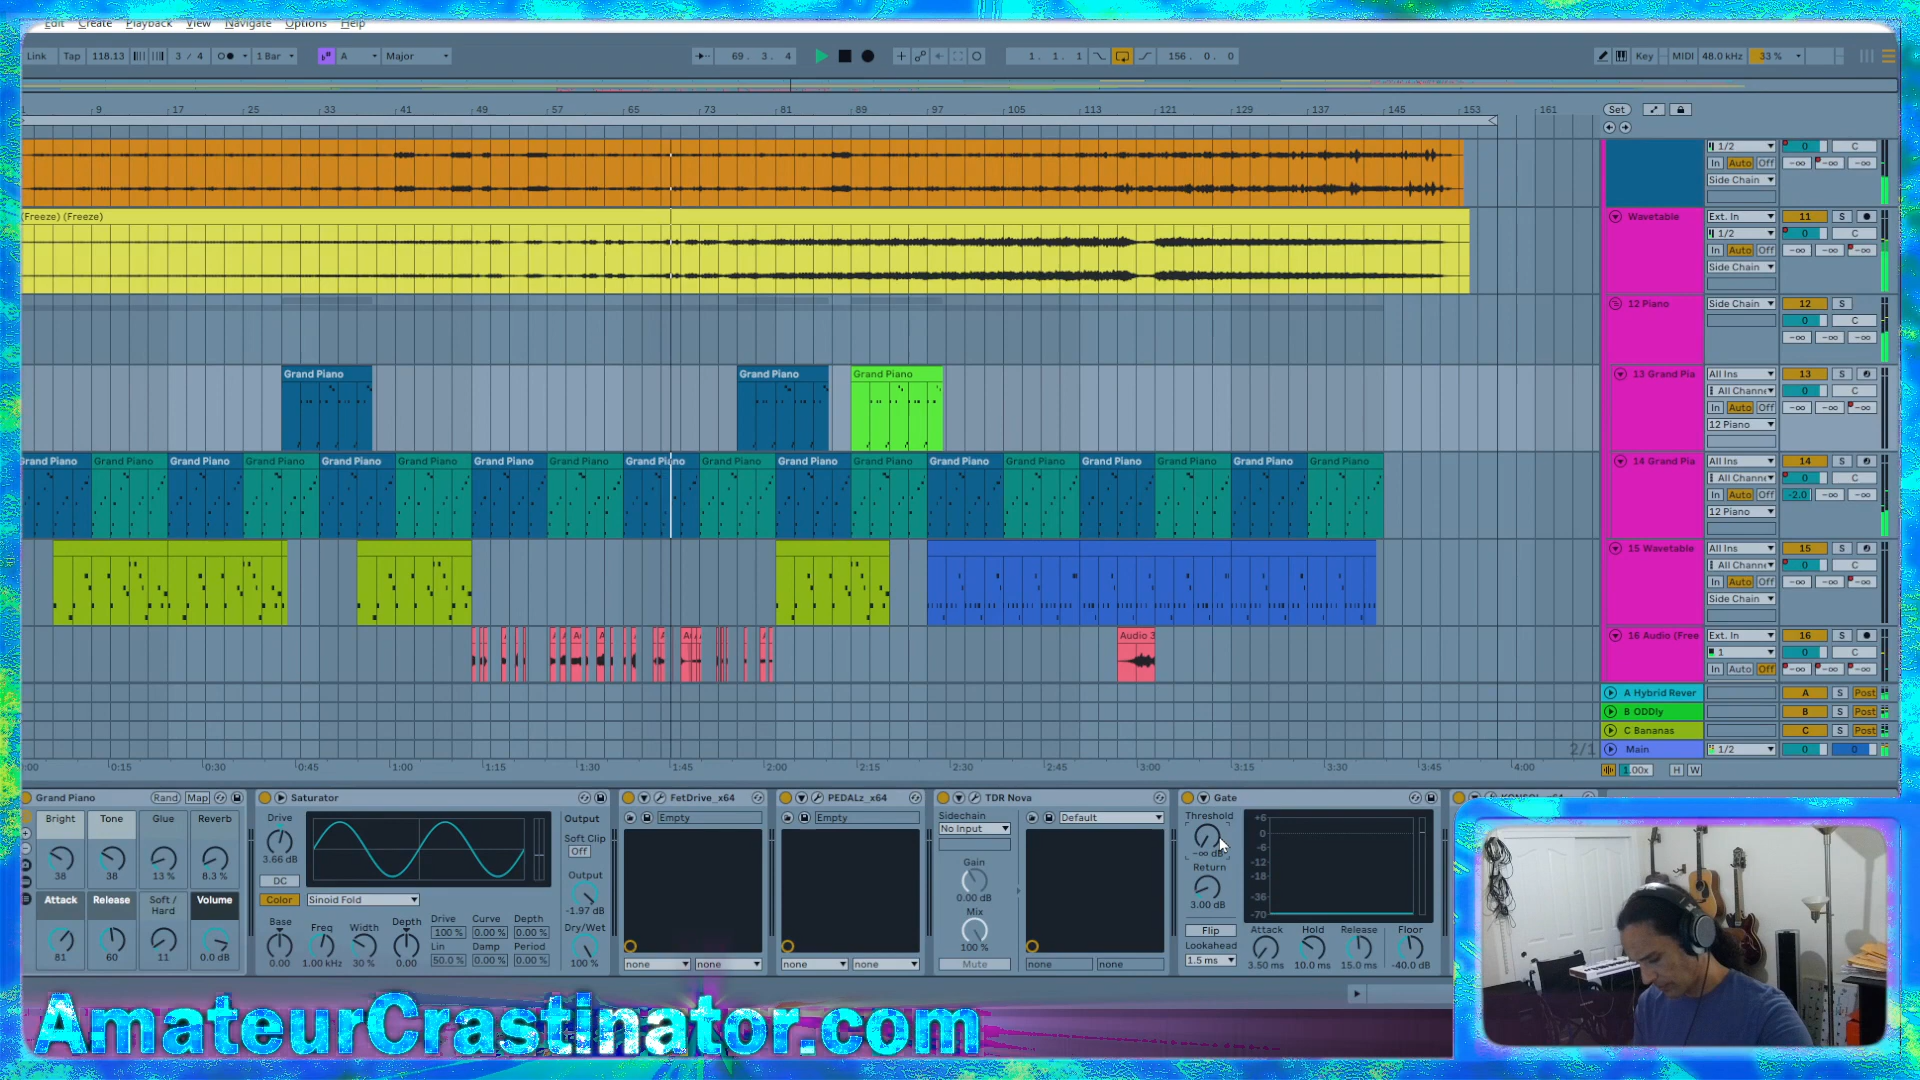 Edit Create Playback View Navigate Options Help
Link Tap 118.13 3 / 4 1 Bar A Major 69. 3. 4 1. 1. 1 156. 0. 0 Key MIDI 48.0 kHz 33 %
1 9 17 25 33 41 49 57 65 73 81 89 97 105 113 121 129 137 145 153 161 Set
1/2 0 C
In Auto Off -∞ -∞ -∞
Side Chain
(Freeze) (Freeze) Wavetable Ext. In 11 S
1/2 0 C
In Auto Off -∞ -∞ -∞
Side Chain
12 Piano Side Chain 12 S
0 C
-∞ -∞ -∞
Grand Piano Grand Piano Grand Piano 13 Grand Pia All Ins 13 S
All Channe 0 C
In Auto Off -∞ -∞ -∞
12 Piano
Grand Piano Grand Piano Grand Piano Grand Piano Grand Piano Grand Piano Grand Piano Grand Piano Grand Piano Grand Piano Grand Piano Grand Piano Grand Piano Grand Piano Grand Piano Grand Piano Grand Piano Grand Piano 14 Grand Pia All Ins 14 S
All Channe 0 C
In Auto Off -2.0 -∞ -∞
12 Piano
15 Wavetable All Ins 15 S
All Channe 0 C
In Auto Off -∞ -∞ -∞
Side Chain
Audio 3 16 Audio (Free Ext. In 16 S
1 0 C
In Auto Off -∞ -∞ -∞
A Hybrid Rever A S Post
B ODDly B S Post
C Bananas C S Post
2/1 Main 1/2 0 0
0:15 0:30 0:45 1:00 1:15 1:30 1:45 2:00 2:15 2:30 2:45 3:00 3:15 3:30 3:45 4:00 1.00x H W
Grand Piano Rand Map Saturator FetDrive_x64 PEDALz_x64 TDR Nova Gate
Bright Tone Glue Reverb Drive Output Empty Empty Sidechain Default Threshold +6
38 38 13 % 8.3 % 3.66 dB Soft Clip Off No Input -∞ dB 0
DC Output Gain Return -6
Attack Release Soft / Hard Volume Color Sinoid Fold -1.97 dB 0.00 dB 3.00 dB -12
Base Freq Width Depth Drive Curve Depth Dry/Wet Mix Flip -18
100 % 0.00 % 0.00 % 100 % Lookahead -36
81 60 11 0.0 dB 0.00 1.00 kHz 30 % 0.00 Lin Damp Period 1.5 ms -70
50.0 % 0.00 % 0.00 % none none none none Mute none none Attack Hold Release Floor
3.50 ms 10.0 ms 15.0 ms -40.0 dB
AmateurCrastinator.com